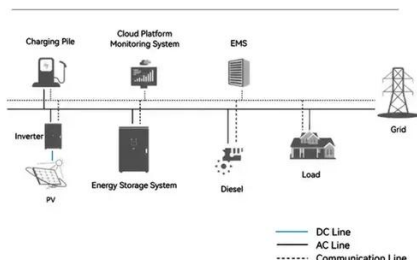 Charging Pile
Cloud Platform
Monitoring System
EMS
Grid
Inverter
PV
Energy Storage System
Diesel
Load
DC Line
AC Line
Communication Line